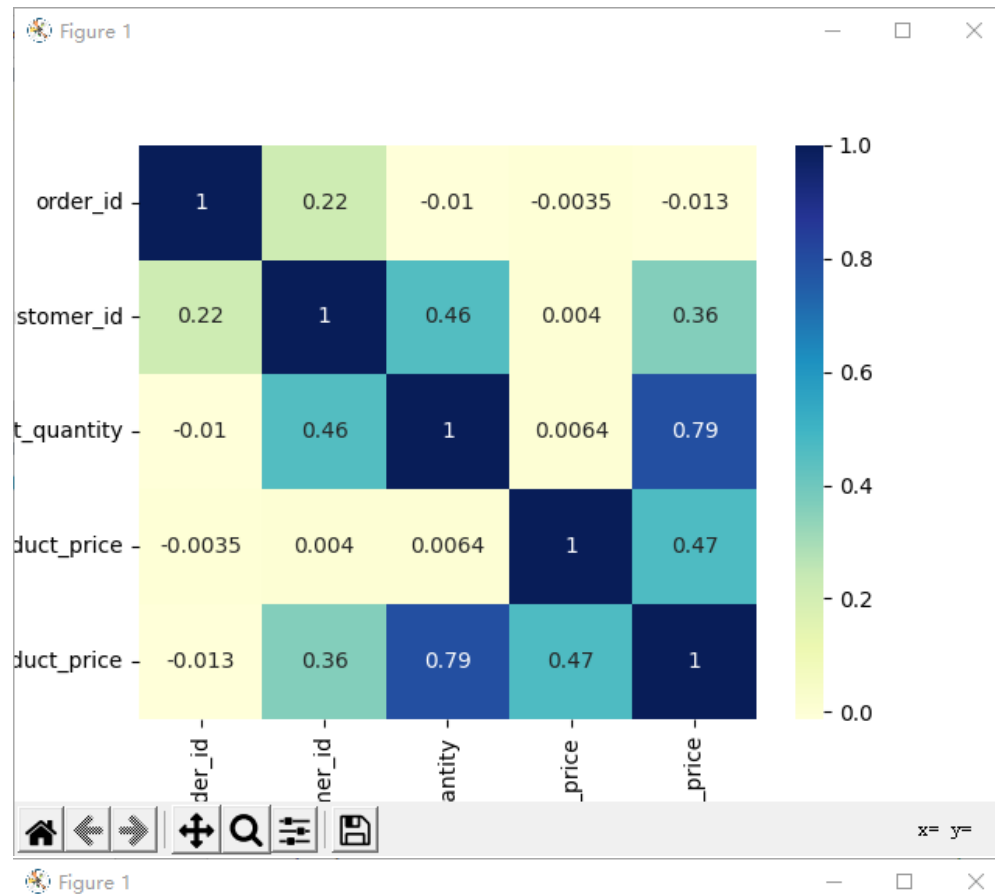 Figure 1
1.0
order_id 1 0.22 -0.01 -0.0035 -0.013
0.8
stomer_id 0.22 1 0.46 0.004 0.36
0.6
t_quantity -0.01 0.46 1 0.0064 0.79
0.4
duct_price -0.0035 0.004 0.0064 1 0.47
0.2
duct_price -0.013 0.36 0.79 0.47 1
0.0
der_id
mer_id
antity
_price
_price
x= y=
Figure 1